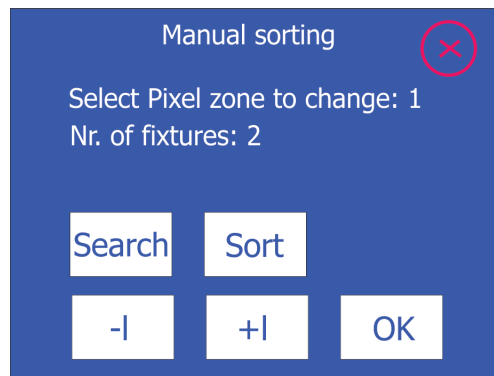 Manual sorting
Select Pixel zone to change: 1
Nr. of fixtures: 2
Search Sort
-l +l OK